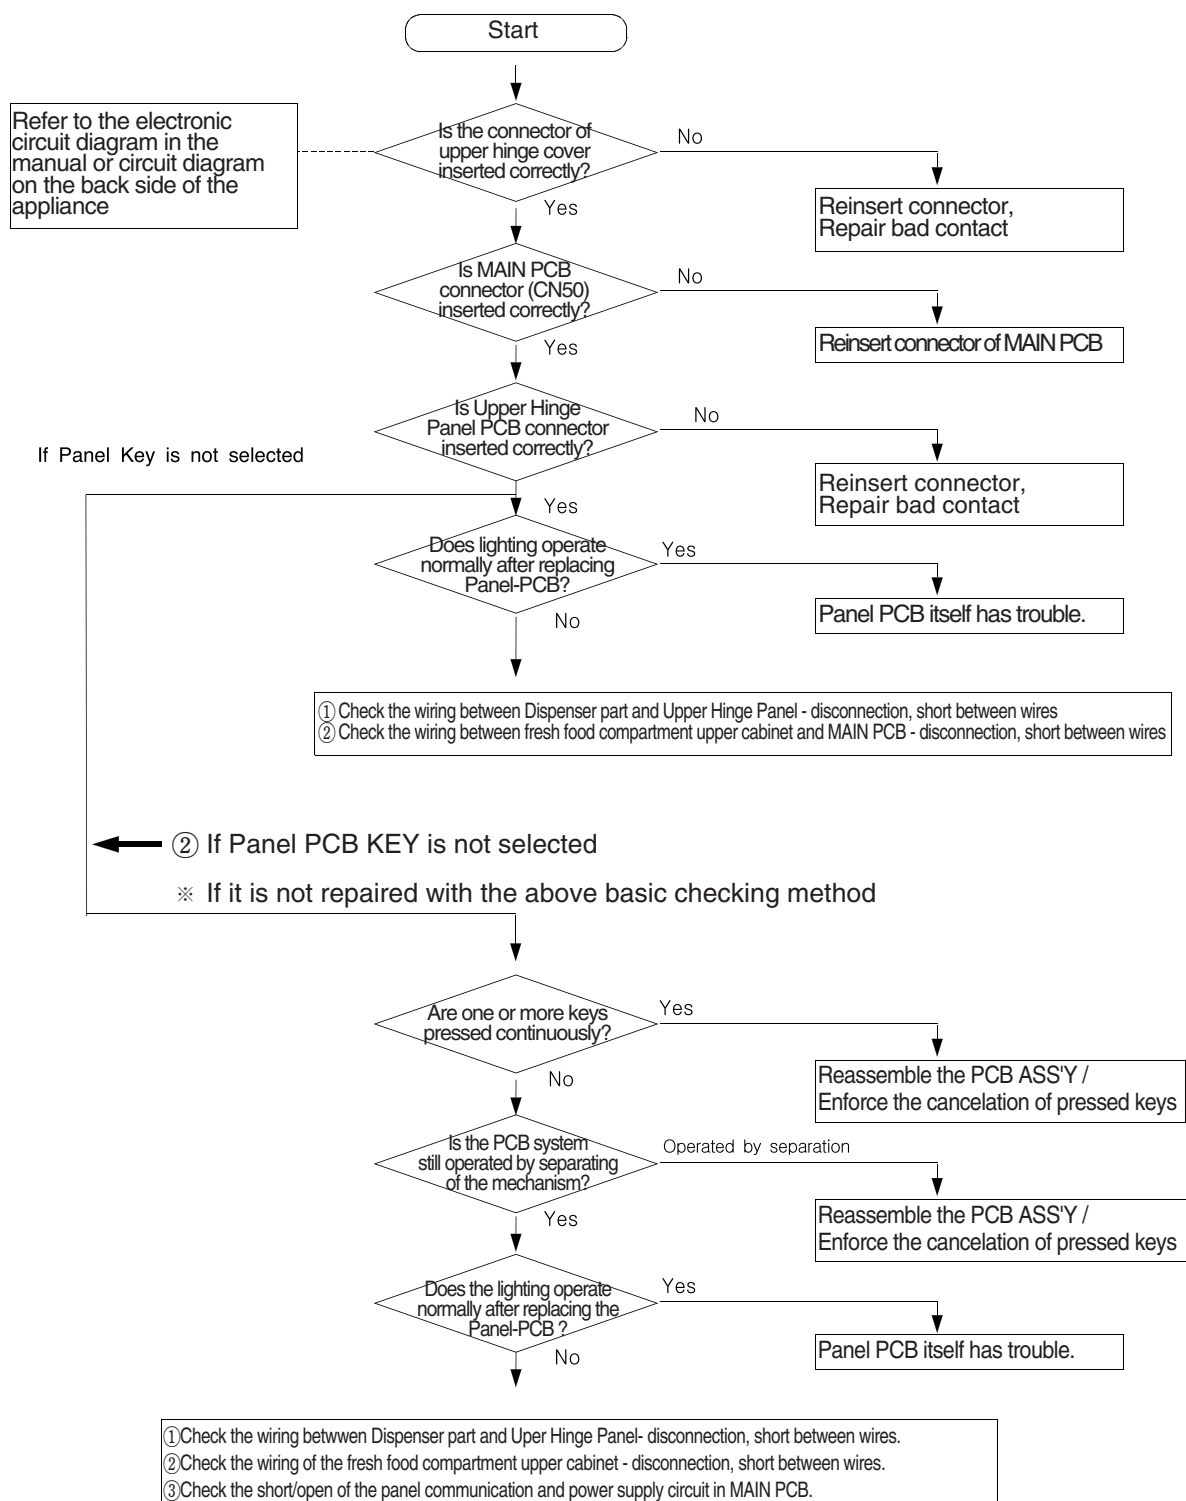 Start
Refer to the electronic
circuit diagram in the
manual or circuit diagram
on the back side of the
appliance
Is the connector of
upper hinge cover
inserted correctly?
No
Yes
Reinsert connector,
Repair bad contact
Is MAIN PCB
connector (CN50)
inserted correctly?
No
Yes
Reinsert connector of MAIN PCB
Is Upper Hinge
Panel PCB connector
inserted correctly?
No
If Panel Key is not selected
Yes
Reinsert connector,
Repair bad contact
Does lighting operate
normally after replacing
Panel-PCB?
Yes
No
Panel PCB itself has trouble.
① Check the wiring between Dispenser part and Upper Hinge Panel - disconnection, short between wires
② Check the wiring between fresh food compartment upper cabinet and MAIN PCB - disconnection, short between wires
② If Panel PCB KEY is not selected
※ If it is not repaired with the above basic checking method
Are one or more keys
pressed continuously?
Yes
No
Reassemble the PCB ASS'Y /
Enforce the cancelation of pressed keys
Is the PCB system
still operated by separating
of the mechanism?
Operated by separation
Yes
Reassemble the PCB ASS'Y /
Enforce the cancelation of pressed keys
Does the lighting operate
normally after replacing the
Panel-PCB ?
Yes
No
Panel PCB itself has trouble.
①Check the wiring betwwen Dispenser part and Uper Hinge Panel- disconnection, short between wires.
②Check the wiring of the fresh food compartment upper cabinet - disconnection, short between wires.
③Check the short/open of the panel communication and power supply circuit in MAIN PCB.